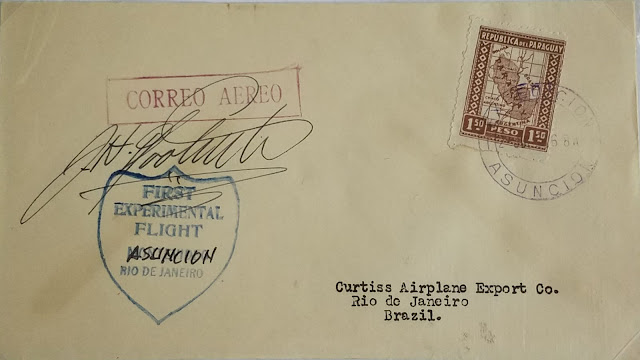 REPUBLICA DEL PARAGUAY
ARGENTINA
1.50 PESO 1.50
ASUNCION
CORREO AEREO
FIRST
EXPERIMENTAL
FLIGHT
ASUNCION
RIO DE JANEIRO
Curtiss Airplane Export Co.
Rio de Janeiro
Brazil.